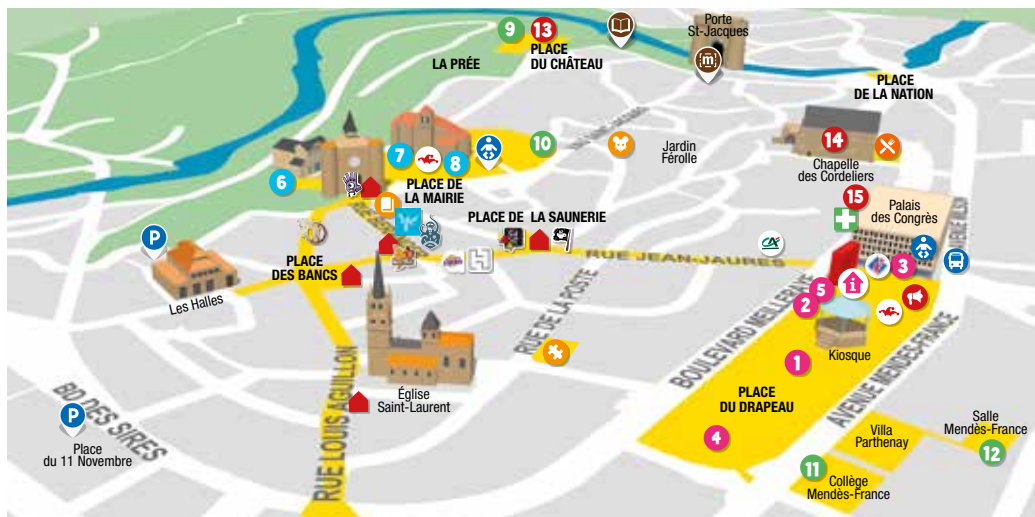 9
13
PLACE
DU CHÂTEAU
LA PRÉE
Porte
St-Jacques
m
PLACE
DE LA NATION
7
8
10
Jardin
Férolle
14
Chapelle
des Cordeliers
6
PLACE DE
LA MAIRIE
15
Palais
des Congrès
P
PLACE DE LA SAUNERIE
CA
RUE JEAN-JAURES
3
PLACE
DES BANCS
Les Halles
5
i
2
BOULEVARD MEILLERAYE
RUE DE LA POSTE
Kiosque
1
AVENUE MENDES-FRANCE
PLACE
DU DRAPEAU
4
Église
Saint-Laurent
RUE LOUIS AGUILLON
BD DES SIRES
P
Place
du 11 Novembre
Villa
Parthenay
Salle
Mendès-France
12
11
Collège
Mendès-France